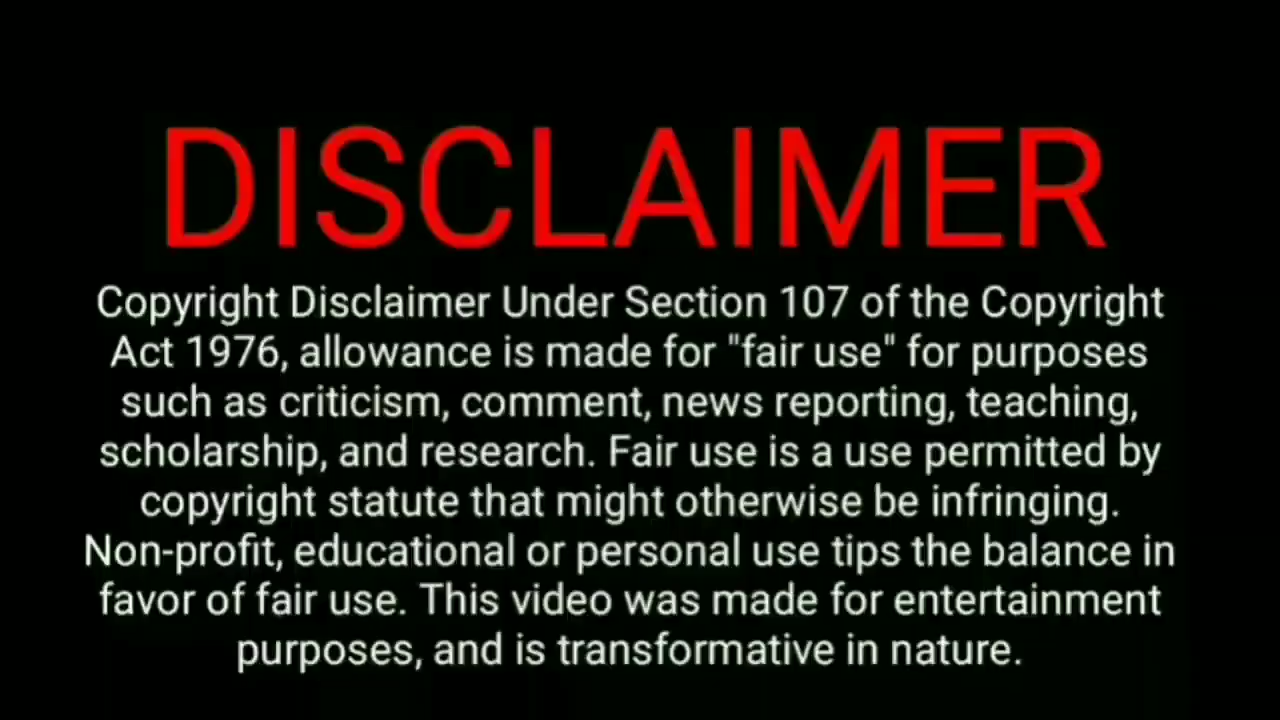 DISCLAIMER
Copyright Disclaimer Under Section 107 of the Copyright
Act 1976, allowance is made for "fair use" for purposes
such as criticism, comment, news reporting, teaching,
scholarship, and research. Fair use is a use permitted by
copyright statute that might otherwise be infringing.
Non-profit, educational or personal use tips the balance in
favor of fair use. This video was made for entertainment
purposes, and is transformative in nature.